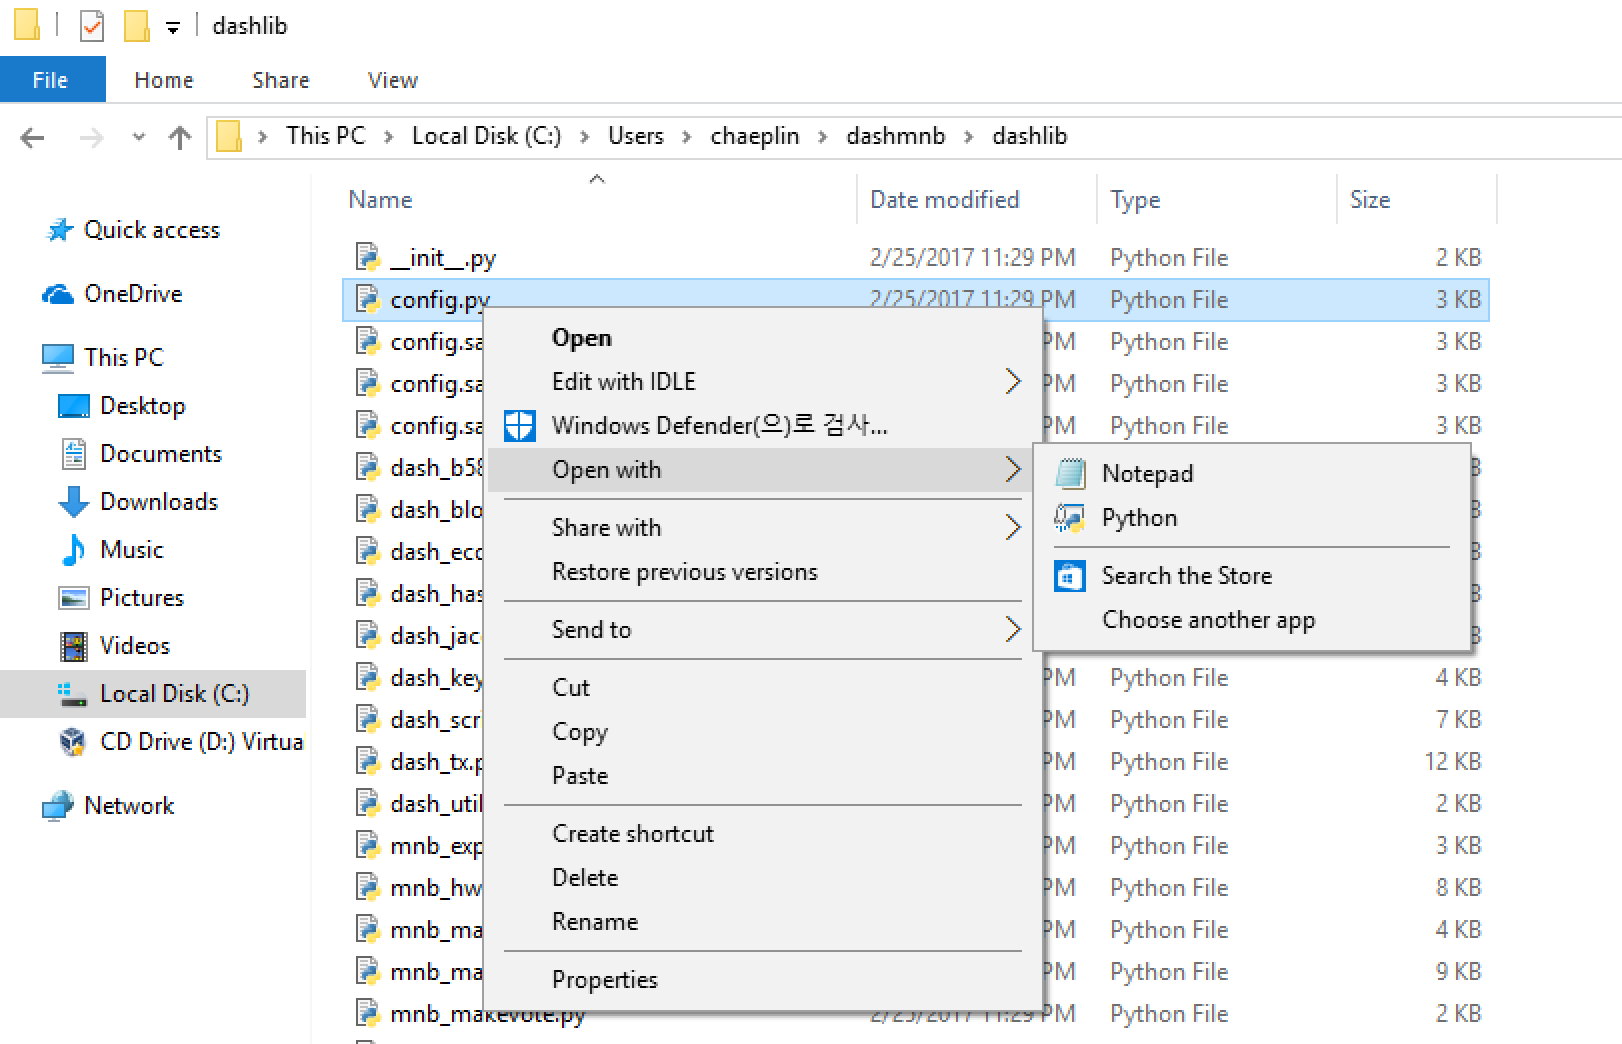 dashlib
File Home Share View
This PC Local Disk (C:) Users chaeplin dashmnb dashlib
Name Date modified Type Size
Quick access
OneDrive
This PC
Desktop
Documents
Downloads
Music
Pictures
Videos
Local Disk (C:)
CD Drive (D:) Virtua
Network
__init__.py 2/25/2017 11:29 PM Python File 2 KB
config.py 2/25/2017 11:29 PM Python File 3 KB
config.sa PM Python File 3 KB
config.sa PM Python File 3 KB
config.sa PM Python File 3 KB
dash_b58
dash_blo
dash_ecd
dash_has
dash_jac
dash_key PM Python File 4 KB
dash_scr PM Python File 7 KB
dash_tx.p PM Python File 12 KB
dash_util PM Python File 2 KB
mnb_exp PM Python File 3 KB
mnb_hw PM Python File 8 KB
mnb_ma PM Python File 4 KB
mnb_ma PM Python File 9 KB
mnb_makevote.py 2/25/2017 11:29 PM Python File 2 KB
Open
Edit with IDLE
Windows Defender(으)로 검사...
Open with
Share with
Restore previous versions
Send to
Cut
Copy
Paste
Create shortcut
Delete
Rename
Properties
Notepad
Python
Search the Store
Choose another app